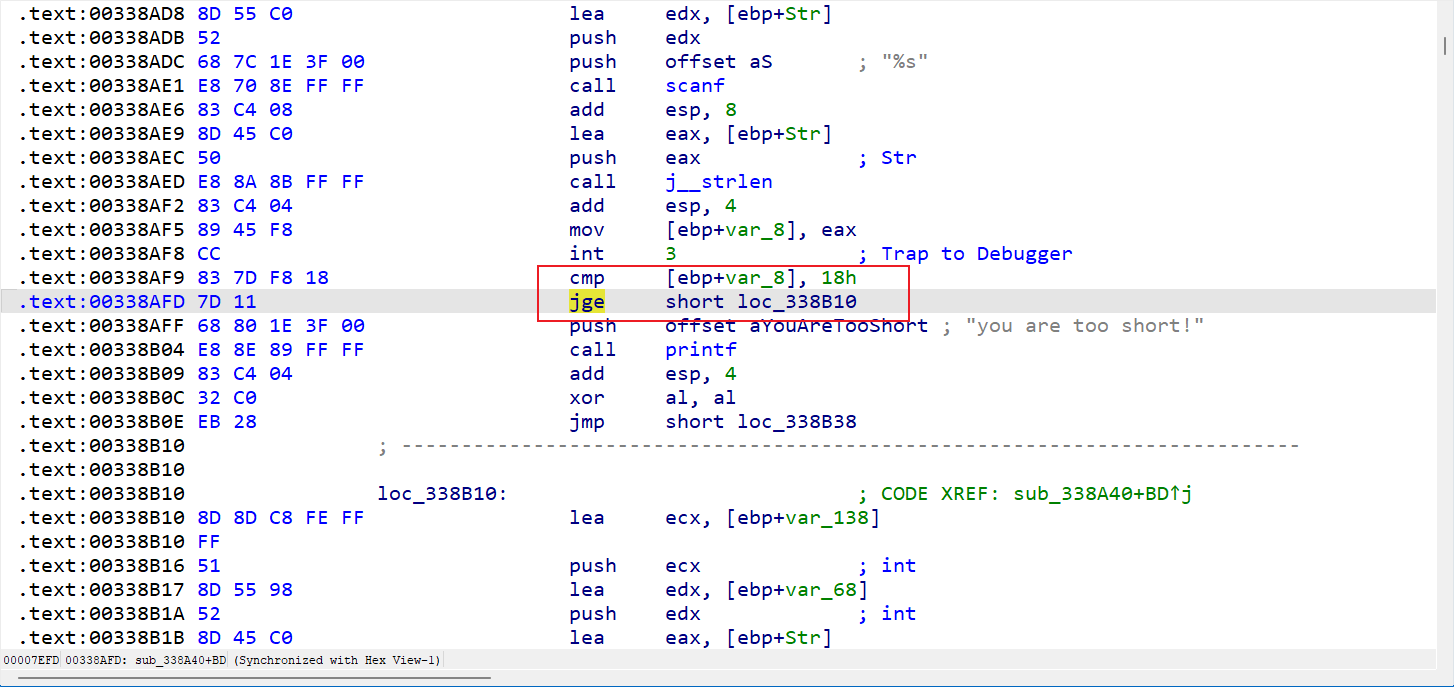 .text:00338AD8 8D 55 C0 lea edx, [ebp+Str]
.text:00338ADB 52 push edx
.text:00338ADC 68 7C 1E 3F 00 push offset aS ; "%s"
.text:00338AE1 E8 70 8E FF FF call scanf
.text:00338AE6 83 C4 08 add esp, 8
.text:00338AE9 8D 45 C0 lea eax, [ebp+Str]
.text:00338AEC 50 push eax ; Str
.text:00338AED E8 8A 8B FF FF call j__strlen
.text:00338AF2 83 C4 04 add esp, 4
.text:00338AF5 89 45 F8 mov [ebp+var_8], eax
.text:00338AF8 CC int 3 ; Trap to Debugger
.text:00338AF9 83 7D F8 18 cmp [ebp+var_8], 18h
.text:00338AFD 7D 11 jge short loc_338B10
.text:00338AFF 68 80 1E 3F 00 push offset aYouAreTooShort ; "you are too short!"
.text:00338B04 E8 8E 89 FF FF call printf
.text:00338B09 83 C4 04 add esp, 4
.text:00338B0C 32 C0 xor al, al
.text:00338B0E EB 28 jmp short loc_338B38
.text:00338B10 ; ---------------------------------------------------------------------------
.text:00338B10
.text:00338B10 loc_338B10: ; CODE XREF: sub_338A40+BD↑j
.text:00338B10 8D 8D C8 FE FF lea ecx, [ebp+var_138]
.text:00338B10 FF
.text:00338B16 51 push ecx ; int
.text:00338B17 8D 55 98 lea edx, [ebp+var_68]
.text:00338B1A 52 push edx ; int
.text:00338B1B 8D 45 C0 lea eax, [ebp+Str]
00007EFD 00338AFD: sub_338A40+BD (Synchronized with Hex View-1)